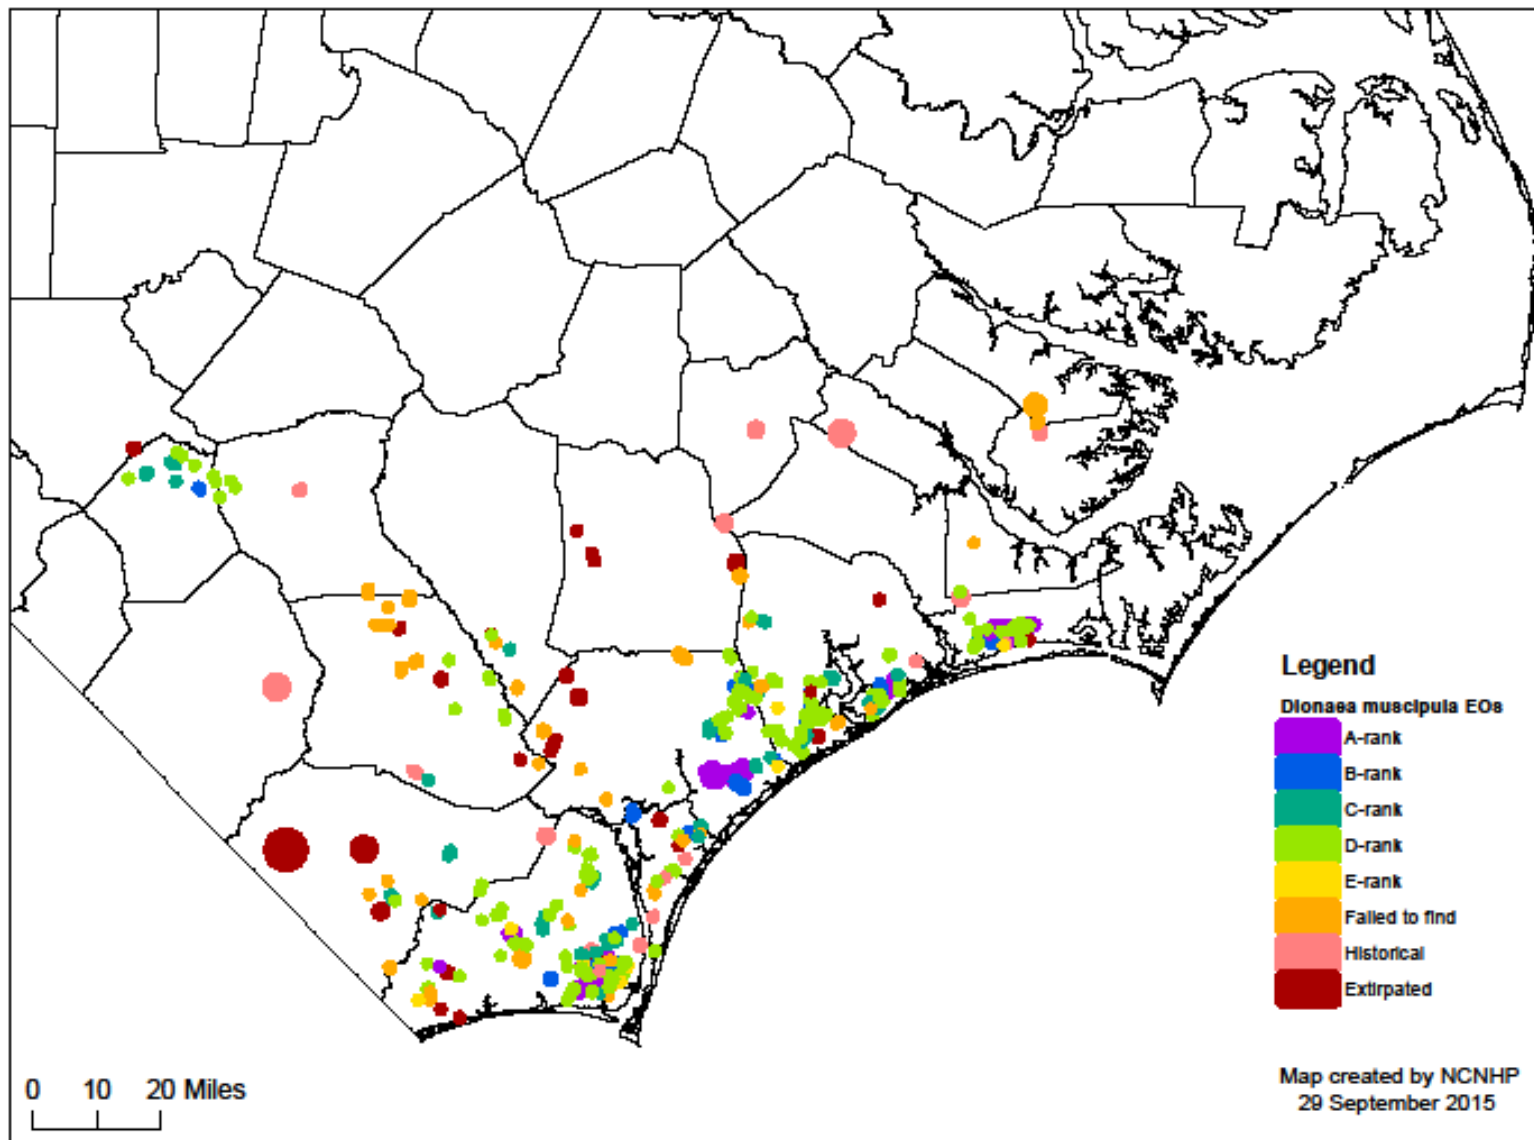 Legend
Dionaea muscipula EOs
A-rank
B-rank
C-rank
D-rank
E-rank
Failed to find
Historical
Extirpated
0 10 20 Miles
Map created by NCNHP
29 September 2015